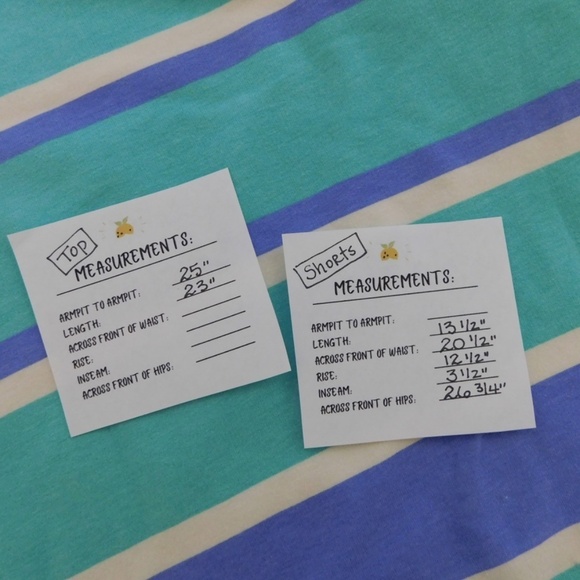 Top
MEASUREMENTS:
ARMPIT TO ARMPIT: 25"
LENGTH: 23"
ACROSS FRONT OF WAIST:
RISE:
INSEAM:
ACROSS FRONT OF HIPS:
Shorts
MEASUREMENTS:
ARMPIT TO ARMPIT:
LENGTH: 13 1/2"
ACROSS FRONT OF WAIST: 20 1/2"
RISE: 12 1/2"
INSEAM: 3 1/2"
ACROSS FRONT OF HIPS: 26 3/4"